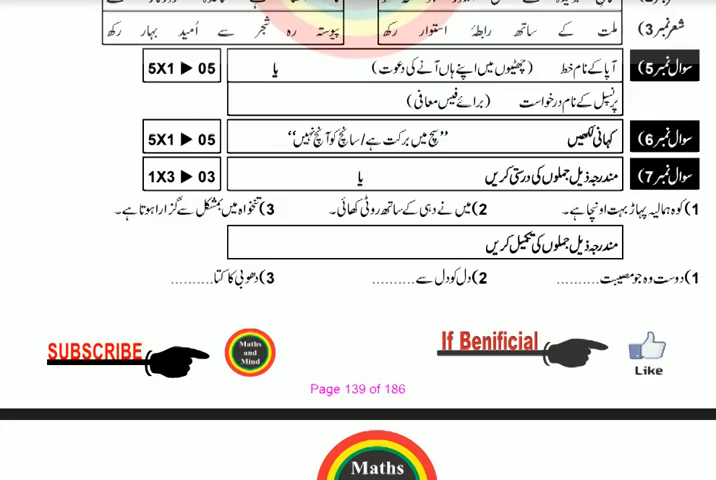 شعر نمبر 3) ملت کے ساتھ رابطۂ استوار رکھ پیوستہ رہ شجر سے اُمید بہار رکھ
سوال نمبر 5) آپا کے نام خط (چھٹیوں میں اپنے ہاں آنے کی دعوت) یا 5X1 ▶ 05
پرنسپل کے نام درخواست (برائے فیس معافی)
سوال نمبر 6) کہانی لکھیں "سچ میں برکت ہے / سانچ کو آنچ نہیں" 5X1 ▶ 05
سوال نمبر 7) مندرجہ ذیل جملوں کی درستی کریں یا 1X3 ▶ 03
1) کوہ ہمالیہ پہاڑ بہت اونچا ہے۔ 2) میں نے دہی کے ساتھ روٹی کھائی۔ 3) تنخواہ میں بمشکل سے گزارا ہوتا ہے۔
مندرجہ ذیل جملوں کی تکمیل کریں
1) دوست وہ جو مصیبت .......... 2) دل کو دل سے .......... 3) دھوبی کا کتا ..........
SUBSCRIBE
Maths
and
Mind
If Benificial
Like
Page 139 of 186
Maths